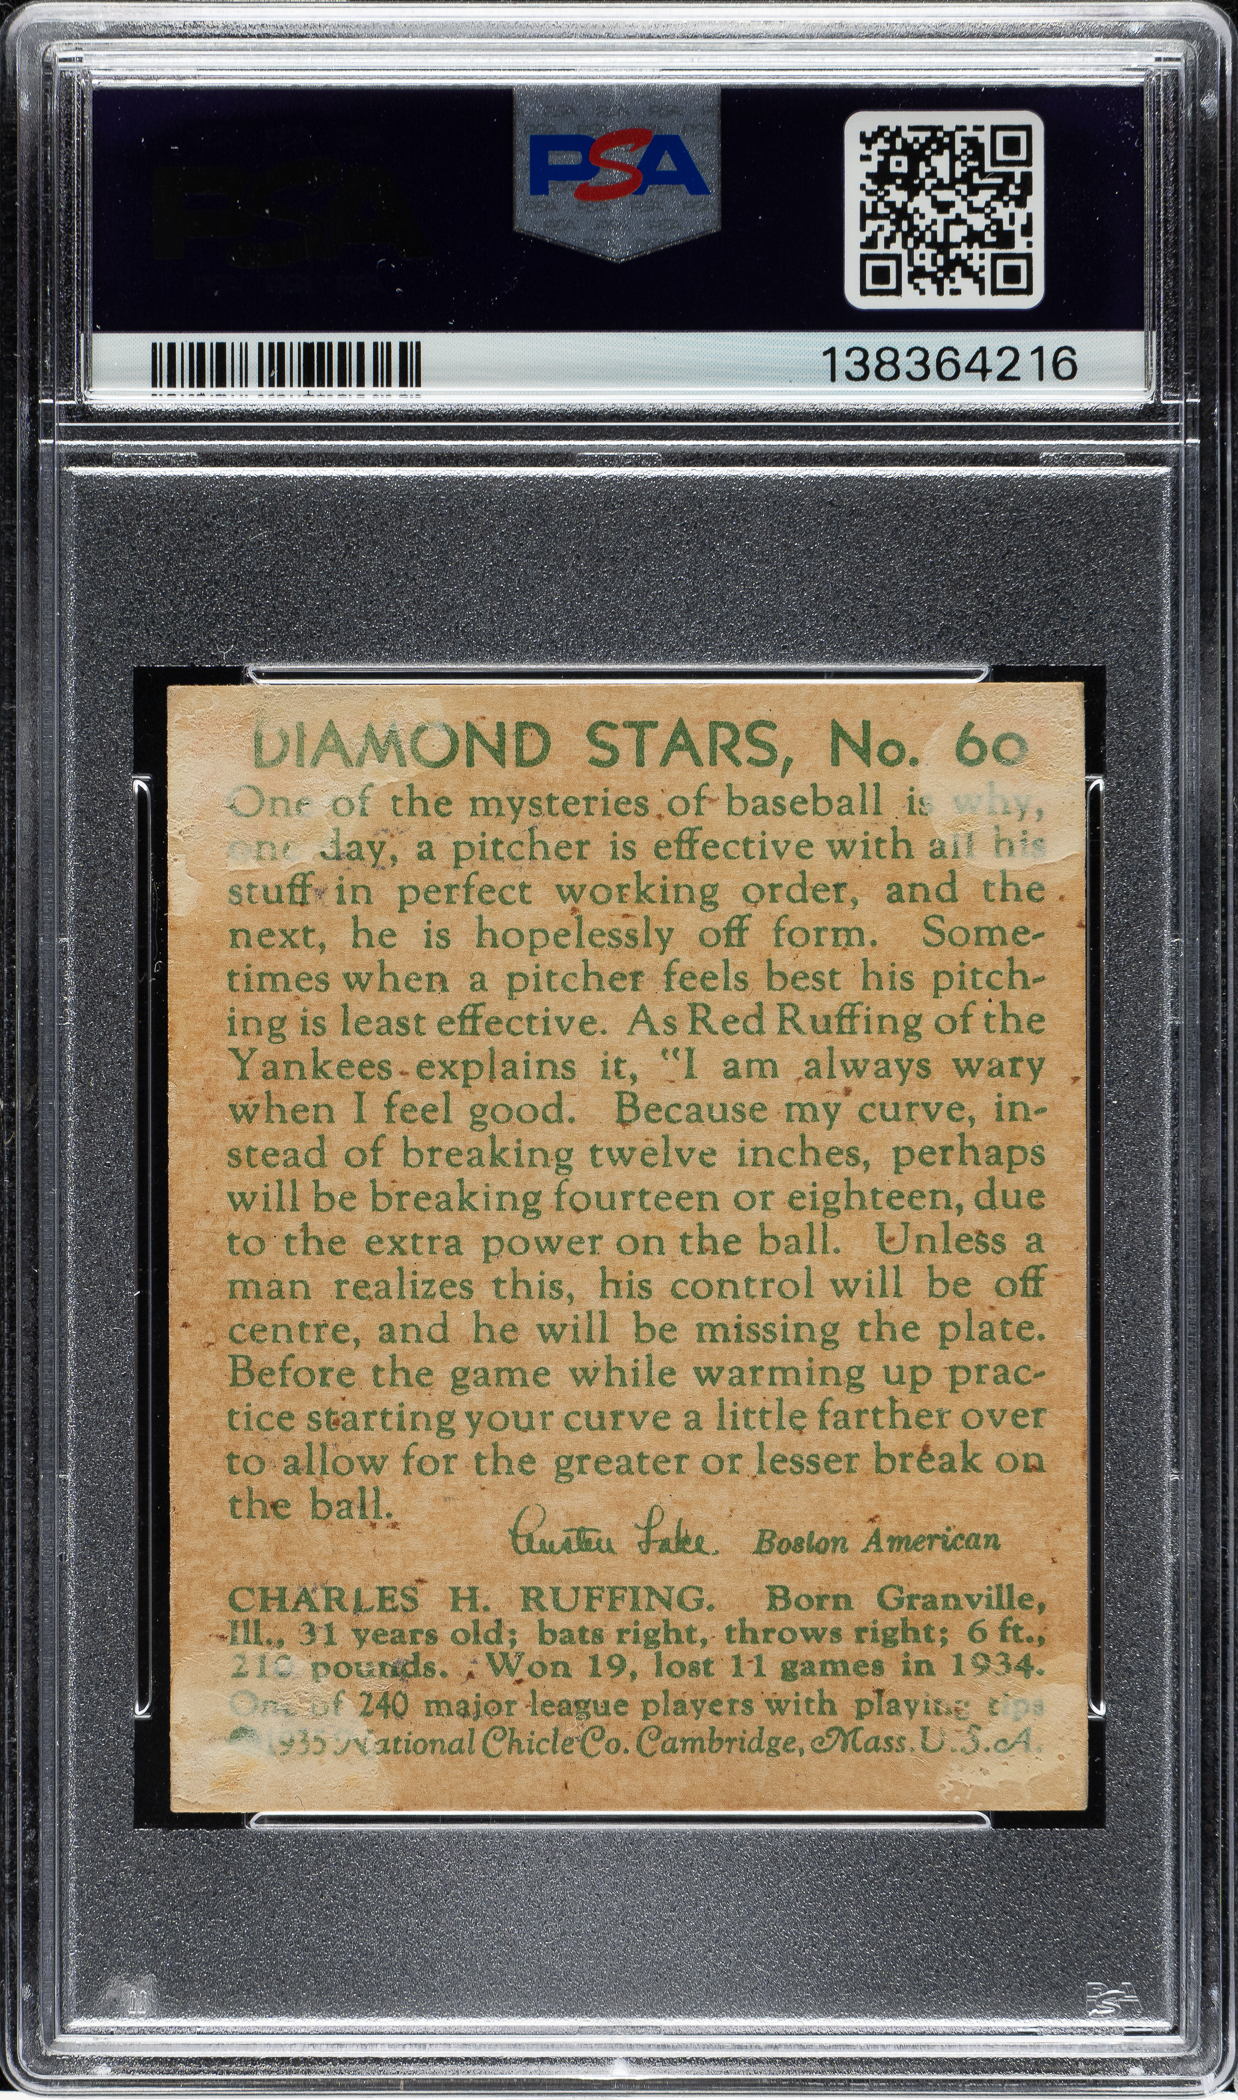 PSA
138364216
DIAMOND STARS, No. 60
One of the mysteries of baseball is why,
one day, a pitcher is effective with all his
stuff in perfect working order, and the
next, he is hopelessly off form. Some-
times when a pitcher feels best his pitch-
ing is least effective. As Red Ruffing of the
Yankees explains it, "I am always wary
when I feel good. Because my curve, in-
stead of breaking twelve inches, perhaps
will be breaking fourteen or eighteen, due
to the extra power on the ball. Unless a
man realizes this, his control will be off
centre, and he will be missing the plate.
Before the game while warming up prac-
tice starting your curve a little farther over
to allow for the greater or lesser break on
the ball.
Austen Lake Boston American
CHARLES H. RUFFING. Born Granville,
Ill., 31 years old; bats right, throws right; 6 ft.,
210 pounds. Won 19, lost 11 games in 1934.
One of 240 major league players with playing tips
1935 National Chicle Co. Cambridge, Mass. U.S.A.
PSA